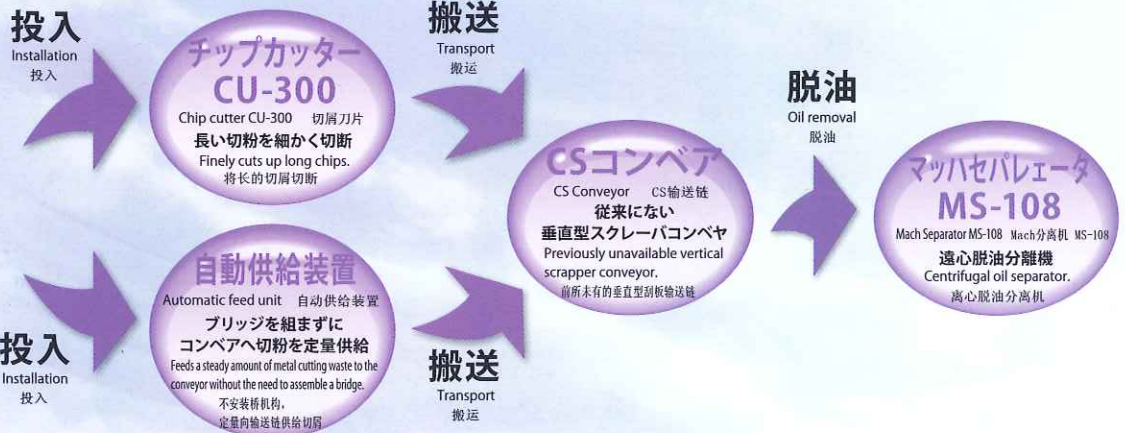 投入
Installation
投入
チップカッター
CU-300
Chip cutter CU-300 切屑刀片
長い切粉を細かく切断
Finely cuts up long chips.
将长的切屑切断
搬送
Transport
搬运
投入
Installation
投入
自動供給装置
Automatic feed unit 自动供给装置
ブリッジを組まずに
コンベアへ切粉を定量供給
Feeds a steady amount of metal cutting waste to the
conveyor without the need to assemble a bridge.
不安装桥机构，
定量向输送链供给切屑
搬送
Transport
搬运
CSコンベア
CS Conveyor CS输送链
従来にない
垂直型スクレーパコンベヤ
Previously unavailable vertical
scrapper conveyor.
前所未有的垂直型刮板输送链
脱油
Oil removal
脱油
マッハセパレェータ
MS-108
Mach Separator MS-108 Mach分离机 MS-108
遠心脱油分離機
Centrifugal oil separator.
离心脱油分离机